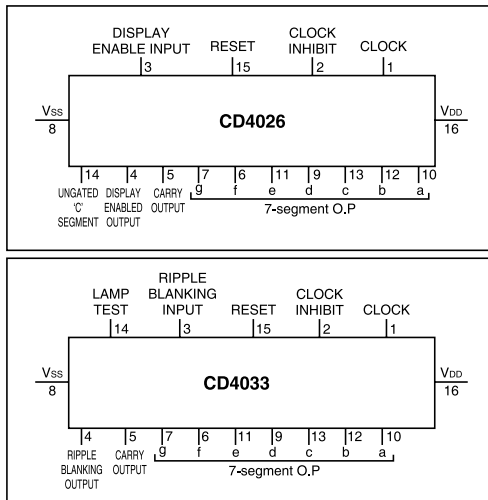 DISPLAY ENABLE INPUT
RESET
CLOCK INHIBIT
CLOCK
3 15 2 1
VSS
8
CD4026
VDD
16
14 4 5 7 6 11 9 13 12 10
g f e d c b a
UNGATED 'C' SEGMENT
DISPLAY ENABLED OUTPUT
CARRY OUTPUT
7-segment O.P
LAMP TEST
RIPPLE BLANKING INPUT
RESET
CLOCK INHIBIT
CLOCK
14 3 15 2 1
VSS
8
CD4033
VDD
16
4 5 7 6 11 9 13 12 10
g f e d c b a
RIPPLE BLANKING OUTPUT
CARRY OUTPUT
7-segment O.P